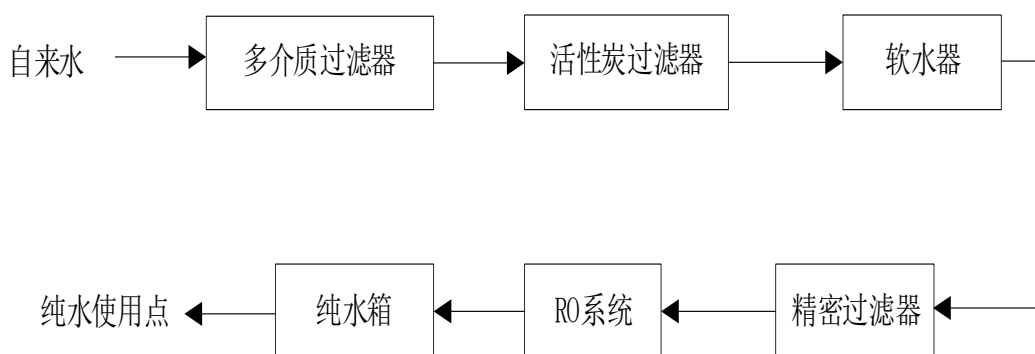 自来水
多介质过滤器
活性炭过滤器
软水器
纯水使用点
纯水箱
RO系统
精密过滤器